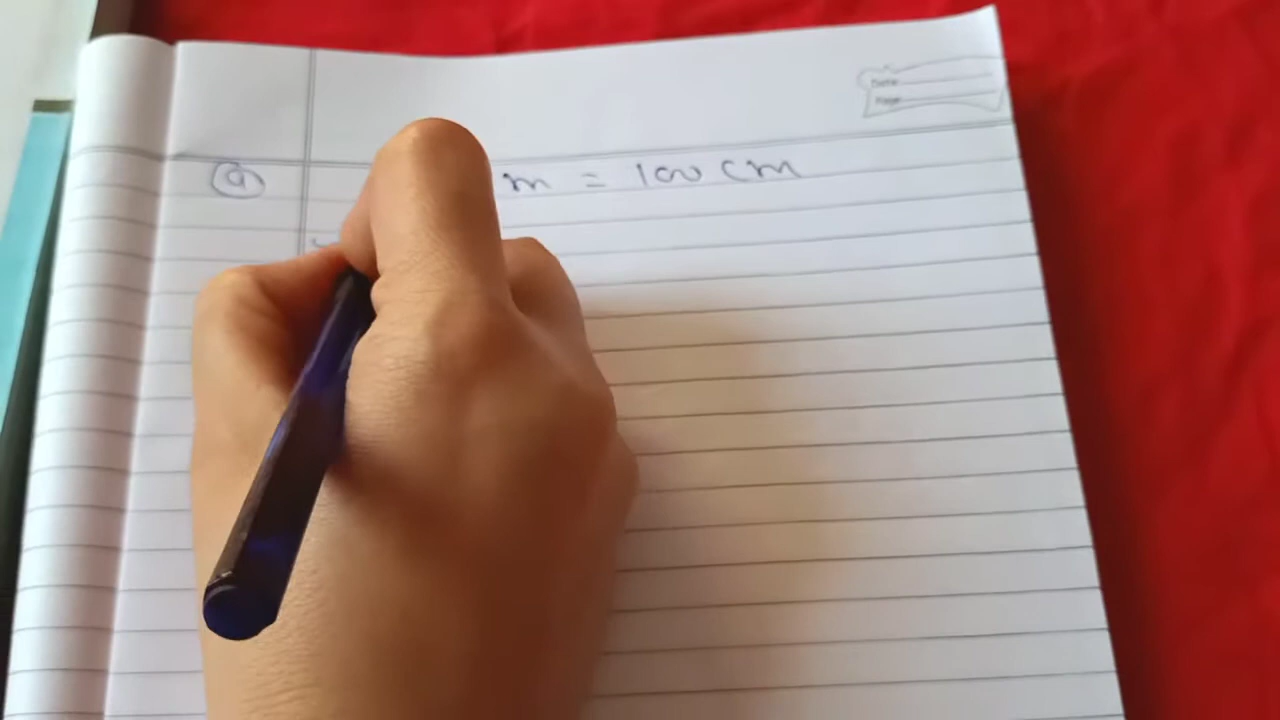 Date
Page
ⓐ m = 100 cm